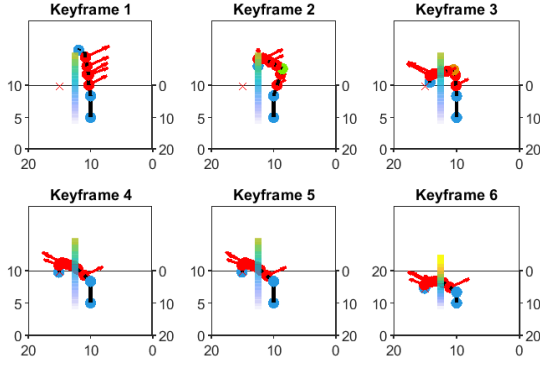 Keyframe 1 Keyframe 2 Keyframe 3
10 0 10 0 10 0
5 10 5 10 5 10
0 20 0 20 0 20
20 10 0 20 10 0 20 10 0
Keyframe 4 Keyframe 5 Keyframe 6
10 0 10 0 20 0
5 10 5 10 10 10
0 20 0 20 0 20
20 10 0 20 10 0 20 10 0